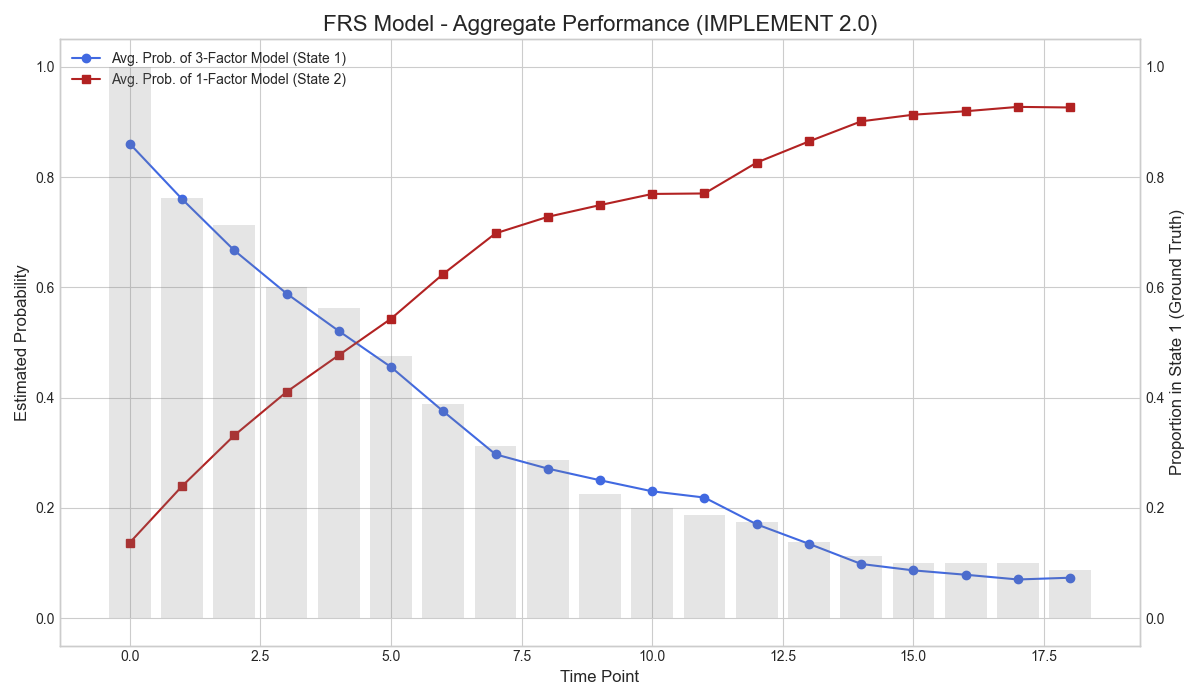 FRS Model - Aggregate Performance (IMPLEMENT 2.0)
Avg. Prob. of 3-Factor Model (State 1)
Avg. Prob. of 1-Factor Model (State 2)
Estimated Probability
1.0
0.8
0.6
0.4
0.2
0.0
1.0
0.8
0.6
0.4
0.2
0.0
Proportion in State 1 (Ground Truth)
0.0 2.5 5.0 7.5 10.0 12.5 15.0 17.5
Time Point